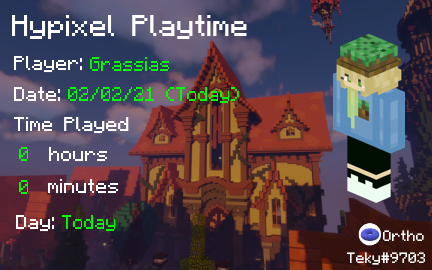 Hypixel Playtime
Player: Grassias
Date: 02/02/21 (Today)
Time Played
0 hours
0 minutes
Day: Today
Ortho
Teky#9703